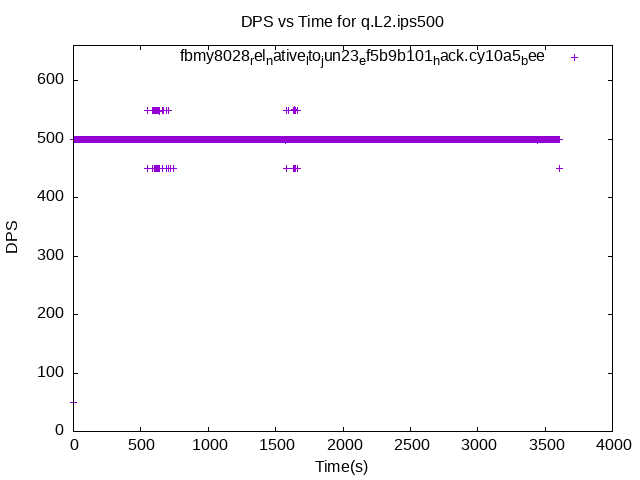 DPS vs Time for q.L2.ips500
fbmy8028relnativeltojun23ef5b9b101hack.cy10a5bee
600
500
400
300
200
100
0
DPS
0 500 1000 1500 2000 2500 3000 3500 4000
Time(s)